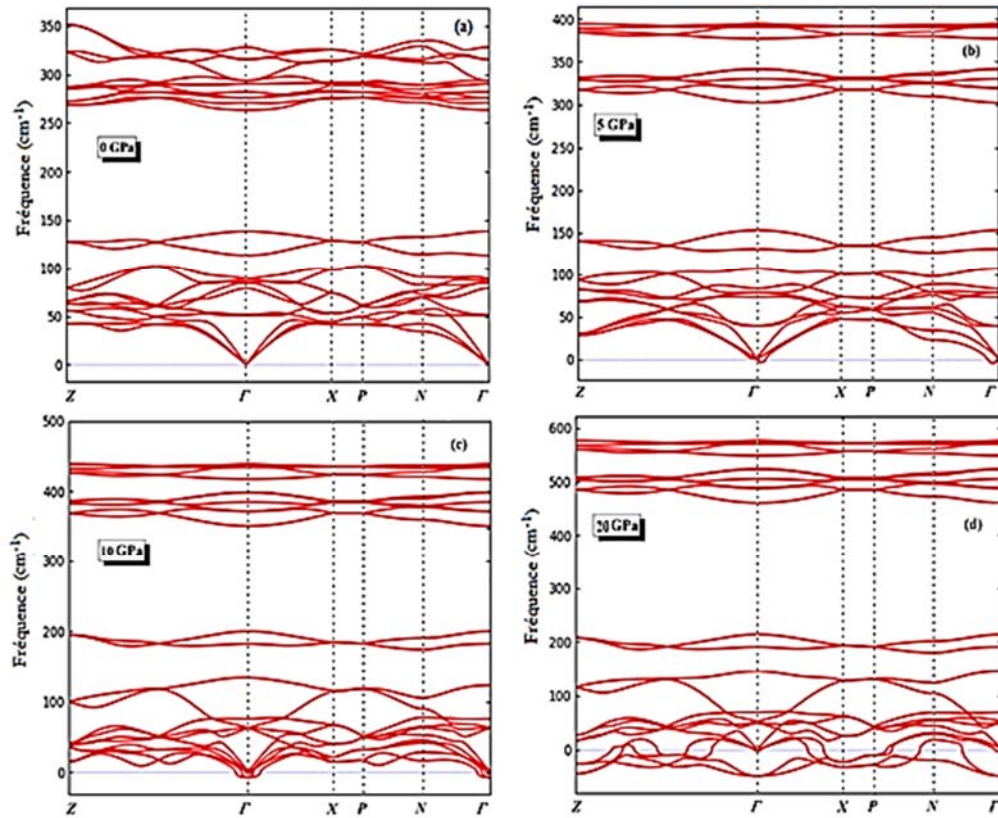 (a)
Fréquence (cm⁻¹)
350
300
250
200
150
100
50
0
0 GPa
Z Γ X P N Γ
(b)
Fréquence (cm⁻¹)
400
350
300
250
200
150
100
50
0
5 GPa
Z Γ X P N Γ
(c)
Fréquence (cm⁻¹)
500
400
300
200
100
0
10 GPa
Z Γ X P N Γ
(d)
Fréquence (cm⁻¹)
600
500
400
300
200
100
0
20 GPa
Z Γ X P N Γ